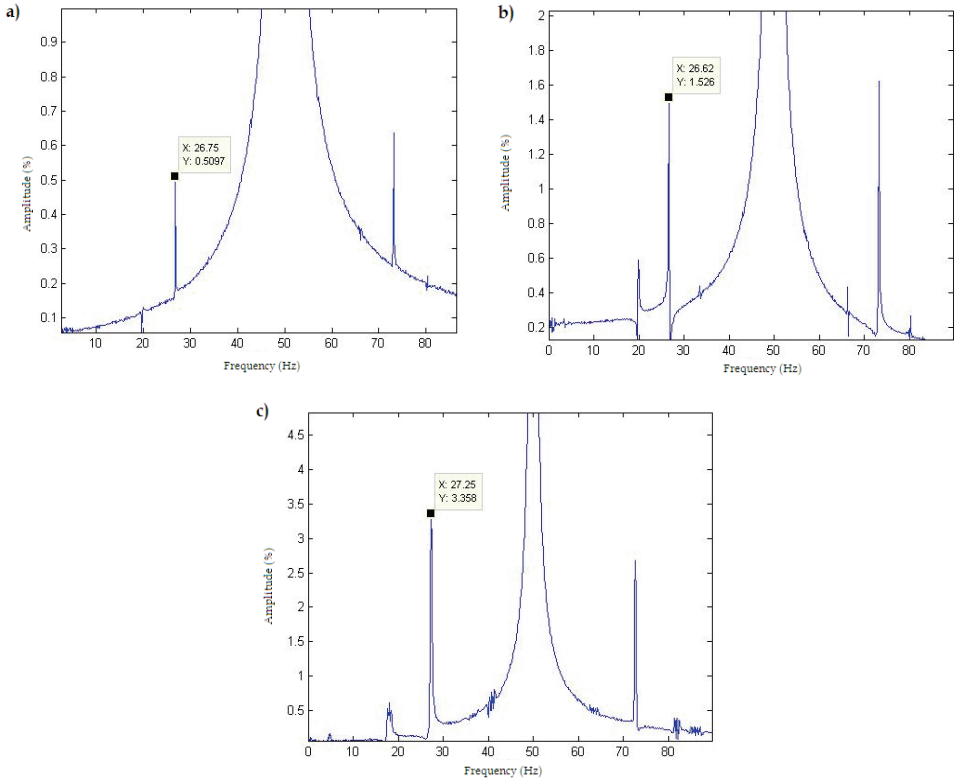 a)
0.9
0.8
0.7
0.6
0.5
0.4
0.3
0.2
0.1
Amplitude (%)
X: 26.75
Y: 0.5097
10 20 30 40 50 60 70 80
Frequency (Hz)
b)
2
1.8
1.6
1.4
1.2
1
0.8
0.6
0.4
0.2
Amplitude (%)
X: 26.62
Y: 1.526
0 10 20 30 40 50 60 70 80
Frequency (Hz)
c)
4.5
4
3.5
3
2.5
2
1.5
1
0.5
Amplitude (%)
X: 27.25
Y: 3.358
0 10 20 30 40 50 60 70 80
Frequency (Hz)